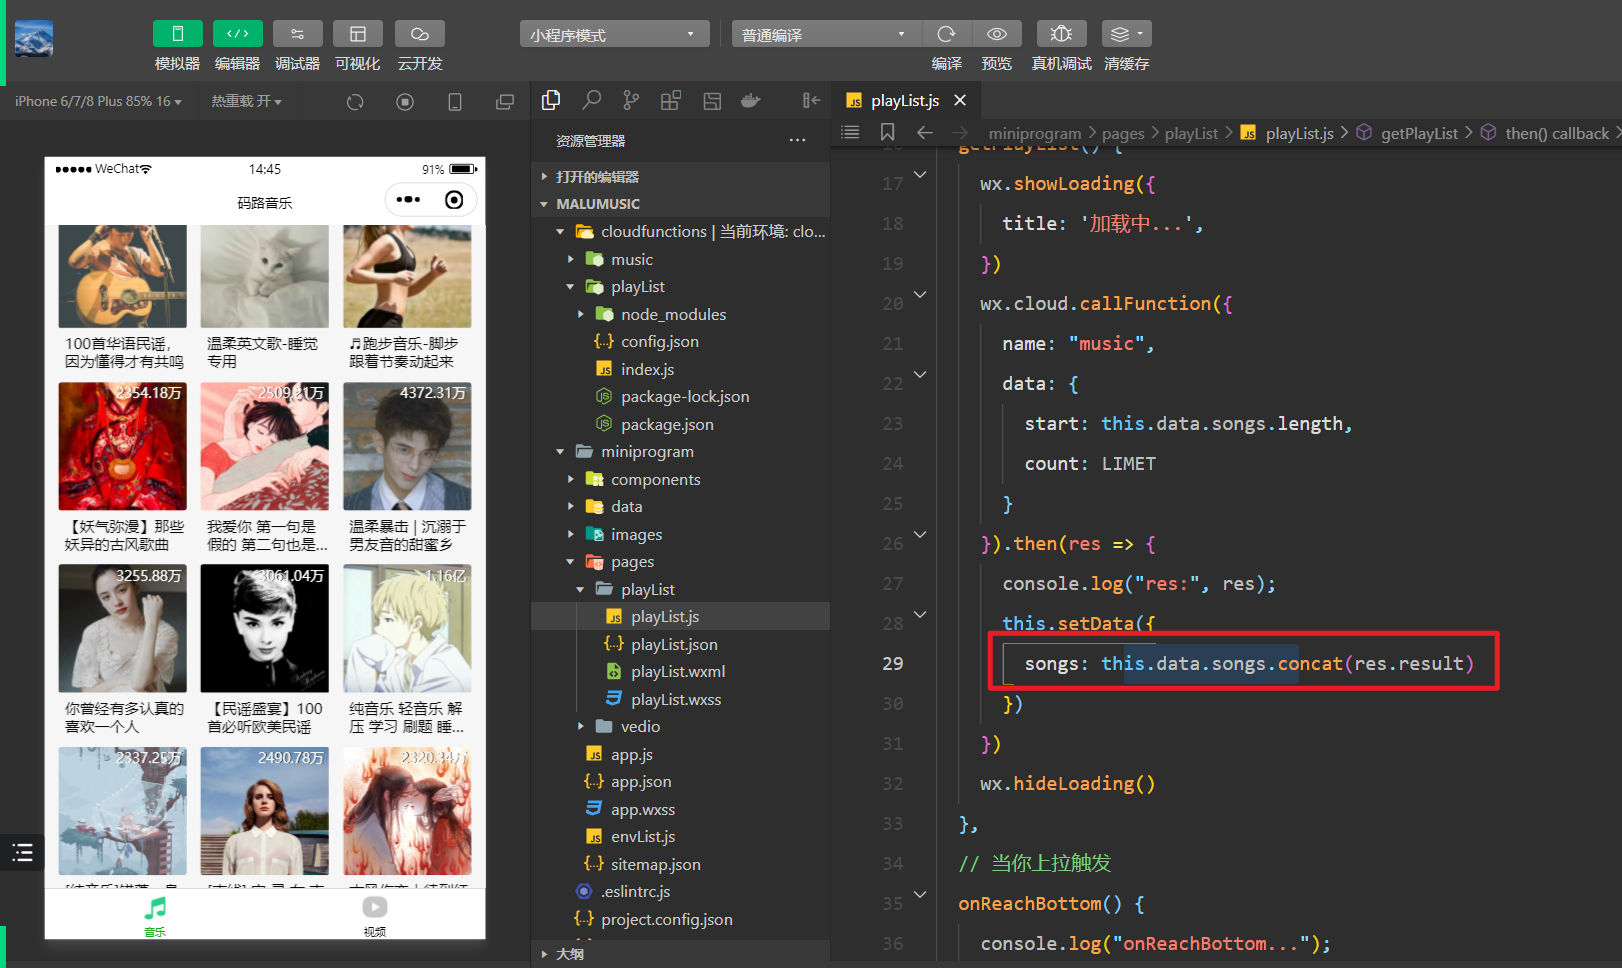 模拟器 编辑器 调试器 可视化 云开发
小程序模式 普通编译
编译 预览 真机调试 清缓存
iPhone 6/7/8 Plus 85% 16 热重载 开
WeChat 14:45 91%
码路音乐
100首华语民谣，
因为懂得才有共鸣
温柔英文歌-睡觉
专用
♬跑步音乐-脚步
跟着节奏动起来
2354.18万
2509.21万
4372.31万
【妖气弥漫】那些
妖异的古风歌曲
我爱你 第一句是
假的 第二句也是...
温柔暴击 | 沉溺于
男友音的甜蜜乡
3255.88万
3061.04万
1.16亿
你曾经有多认真的
喜欢一个人
【民谣盛宴】100
首必听欧美民谣
纯音乐 轻音乐 解
压 学习 刷题 睡...
2337.25万
2490.78万
2320.34万
音乐
视频
资源管理器
打开的编辑器
MALUMUSIC
cloudfunctions | 当前环境: clo...
music
playList
node_modules
config.json
index.js
package-lock.json
package.json
miniprogram
components
data
images
pages
playList
playList.js
playList.json
playList.wxml
playList.wxss
vedio
app.js
app.json
app.wxss
envList.js
sitemap.json
.eslintrc.js
project.config.json
大纲
playList.js
miniprogram > pages > playList > playList.js > getPlayList > then() callback
getPlayList() {
17 wx.showLoading({
18 title: '加载中...',
19 })
20 wx.cloud.callFunction({
21 name: "music",
22 data: {
23 start: this.data.songs.length,
24 count: LIMET
25 }
26 }).then(res => {
27 console.log("res:", res);
28 this.setData({
29 songs: this.data.songs.concat(res.result)
30 })
31 })
32 wx.hideLoading()
33 },
34 // 当你上拉触发
35 onReachBottom() {
36 console.log("onReachBottom...");